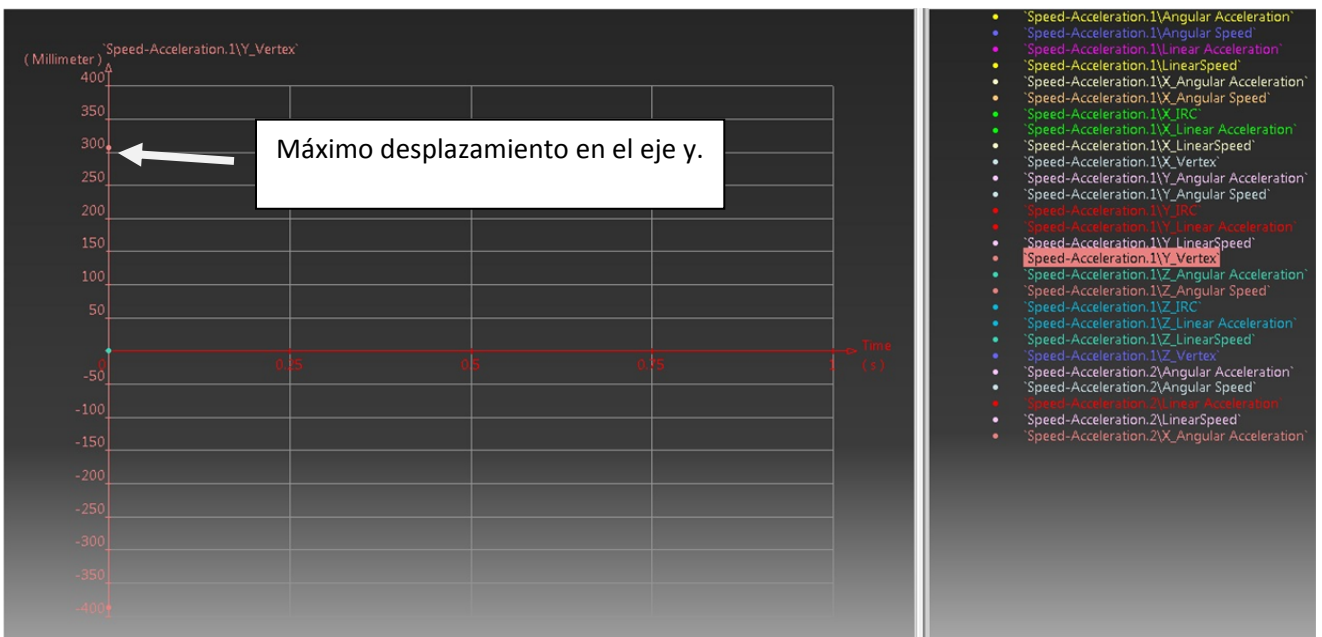 `Speed-Acceleration.1\Y_Vertex`
(Millimeter)
400
350
300
250
200
150
100
50
0
-50
-100
-150
-200
-250
-300
-350
-400
0.25
0.5
0.75
1
Time
(s)
Máximo desplazamiento en el eje y.
`Speed-Acceleration.1\Angular Acceleration`
`Speed-Acceleration.1\Angular Speed`
`Speed-Acceleration.1\Linear Acceleration`
`Speed-Acceleration.1\LinearSpeed`
`Speed-Acceleration.1\X_Angular Acceleration`
`Speed-Acceleration.1\X_Angular Speed`
`Speed-Acceleration.1\X_IRC`
`Speed-Acceleration.1\X_Linear Acceleration`
`Speed-Acceleration.1\X_LinearSpeed`
`Speed-Acceleration.1\X_Vertex`
`Speed-Acceleration.1\Y_Angular Acceleration`
`Speed-Acceleration.1\Y_Angular Speed`
`Speed-Acceleration.1\Y_IRC`
`Speed-Acceleration.1\Y_Linear Acceleration`
`Speed-Acceleration.1\Y_LinearSpeed`
`Speed-Acceleration.1\Y_Vertex`
`Speed-Acceleration.1\Z_Angular Acceleration`
`Speed-Acceleration.1\Z_Angular Speed`
`Speed-Acceleration.1\Z_IRC`
`Speed-Acceleration.1\Z_Linear Acceleration`
`Speed-Acceleration.1\Z_LinearSpeed`
`Speed-Acceleration.1\Z_Vertex`
`Speed-Acceleration.2\Angular Acceleration`
`Speed-Acceleration.2\Angular Speed`
`Speed-Acceleration.2\Linear Acceleration`
`Speed-Acceleration.2\LinearSpeed`
`Speed-Acceleration.2\X_Angular Acceleration`